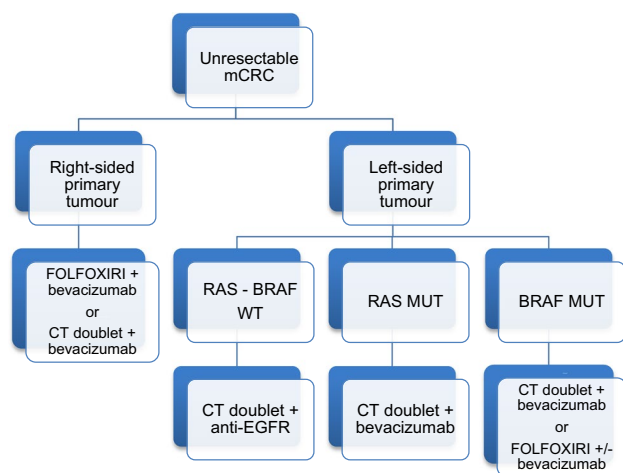 Unresectable
mCRC
Right-sided
primary
tumour
Left-sided
primary
tumour
FOLFOXIRI +
bevacizumab
or
CT doublet +
bevacizumab
RAS - BRAF
WT
RAS MUT
BRAF MUT
CT doublet +
anti-EGFR
CT doublet +
bevacizumab
CT doublet +
bevacizumab
or
FOLFOXIRI +/-
bevacizumab